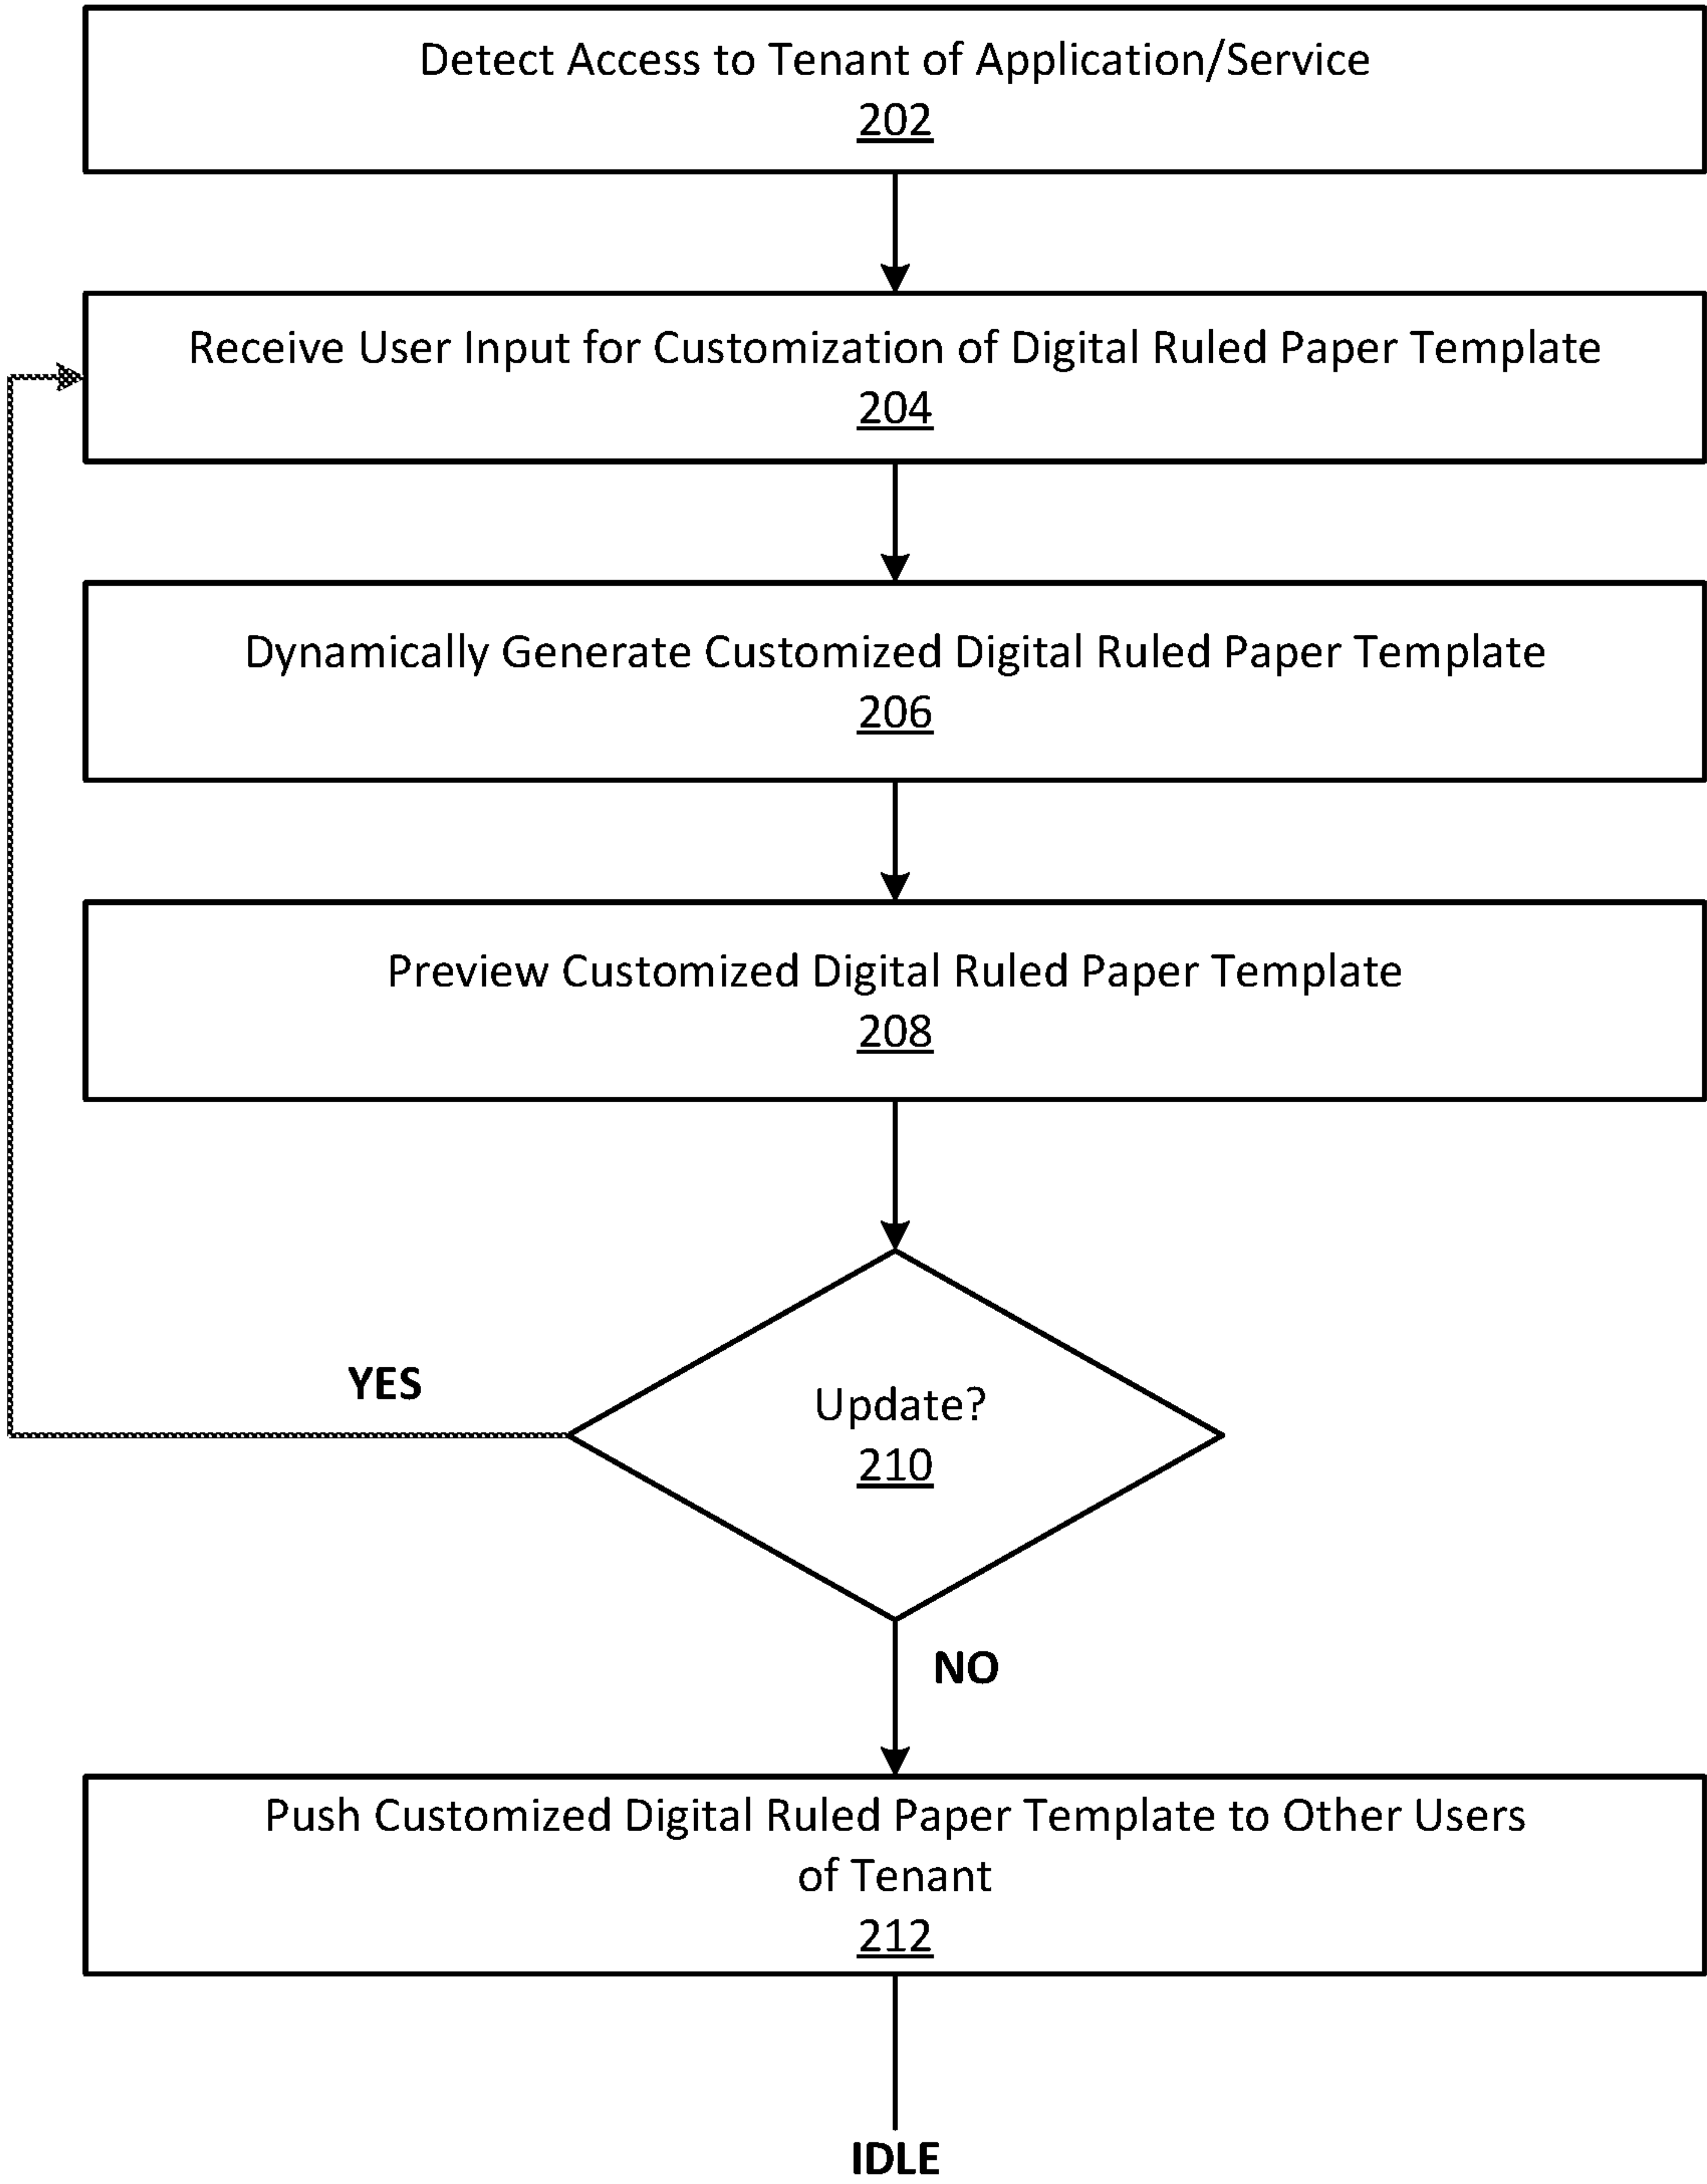 Detect Access to Tenant of Application/Service
202
Receive User Input for Customization of Digital Ruled Paper Template
204
Dynamically Generate Customized Digital Ruled Paper Template
206
Preview Customized Digital Ruled Paper Template
208
YES
Update?
210
NO
Push Customized Digital Ruled Paper Template to Other Users
of Tenant
212
IDLE